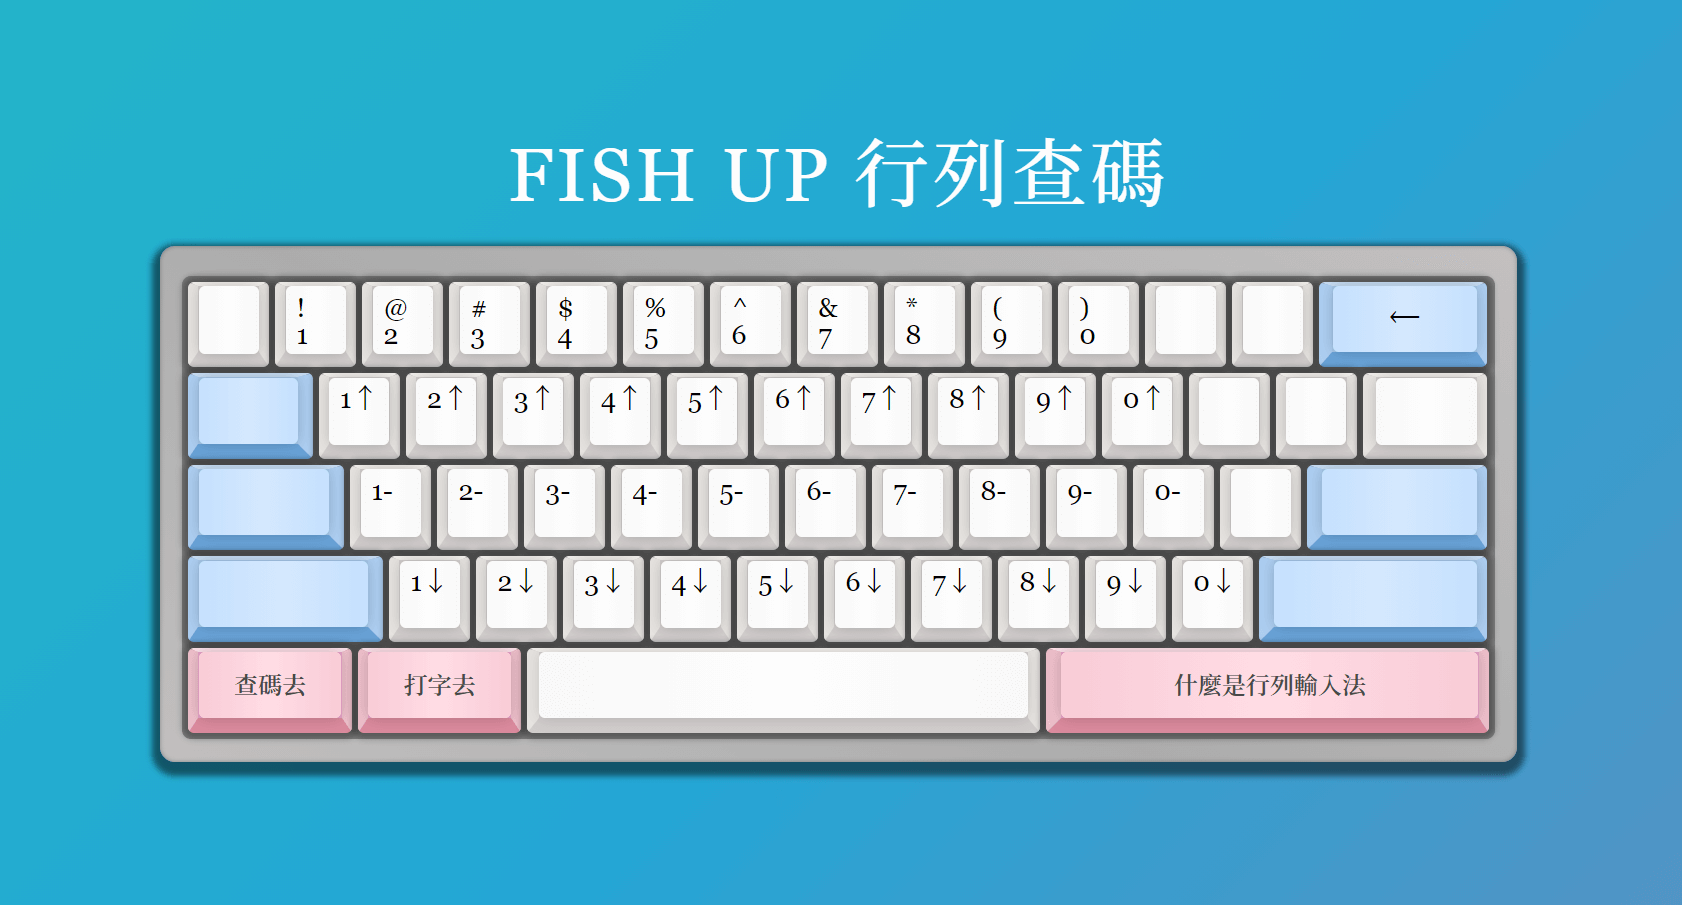 FISH UP 行列查碼
! @ # $ % ^ & * ( )
1 2 3 4 5 6 7 8 9 0 ←
1↑ 2↑ 3↑ 4↑ 5↑ 6↑ 7↑ 8↑ 9↑ 0↑
1- 2- 3- 4- 5- 6- 7- 8- 9- 0-
1↓ 2↓ 3↓ 4↓ 5↓ 6↓ 7↓ 8↓ 9↓ 0↓
查碼去 打字去 什麼是行列輸入法